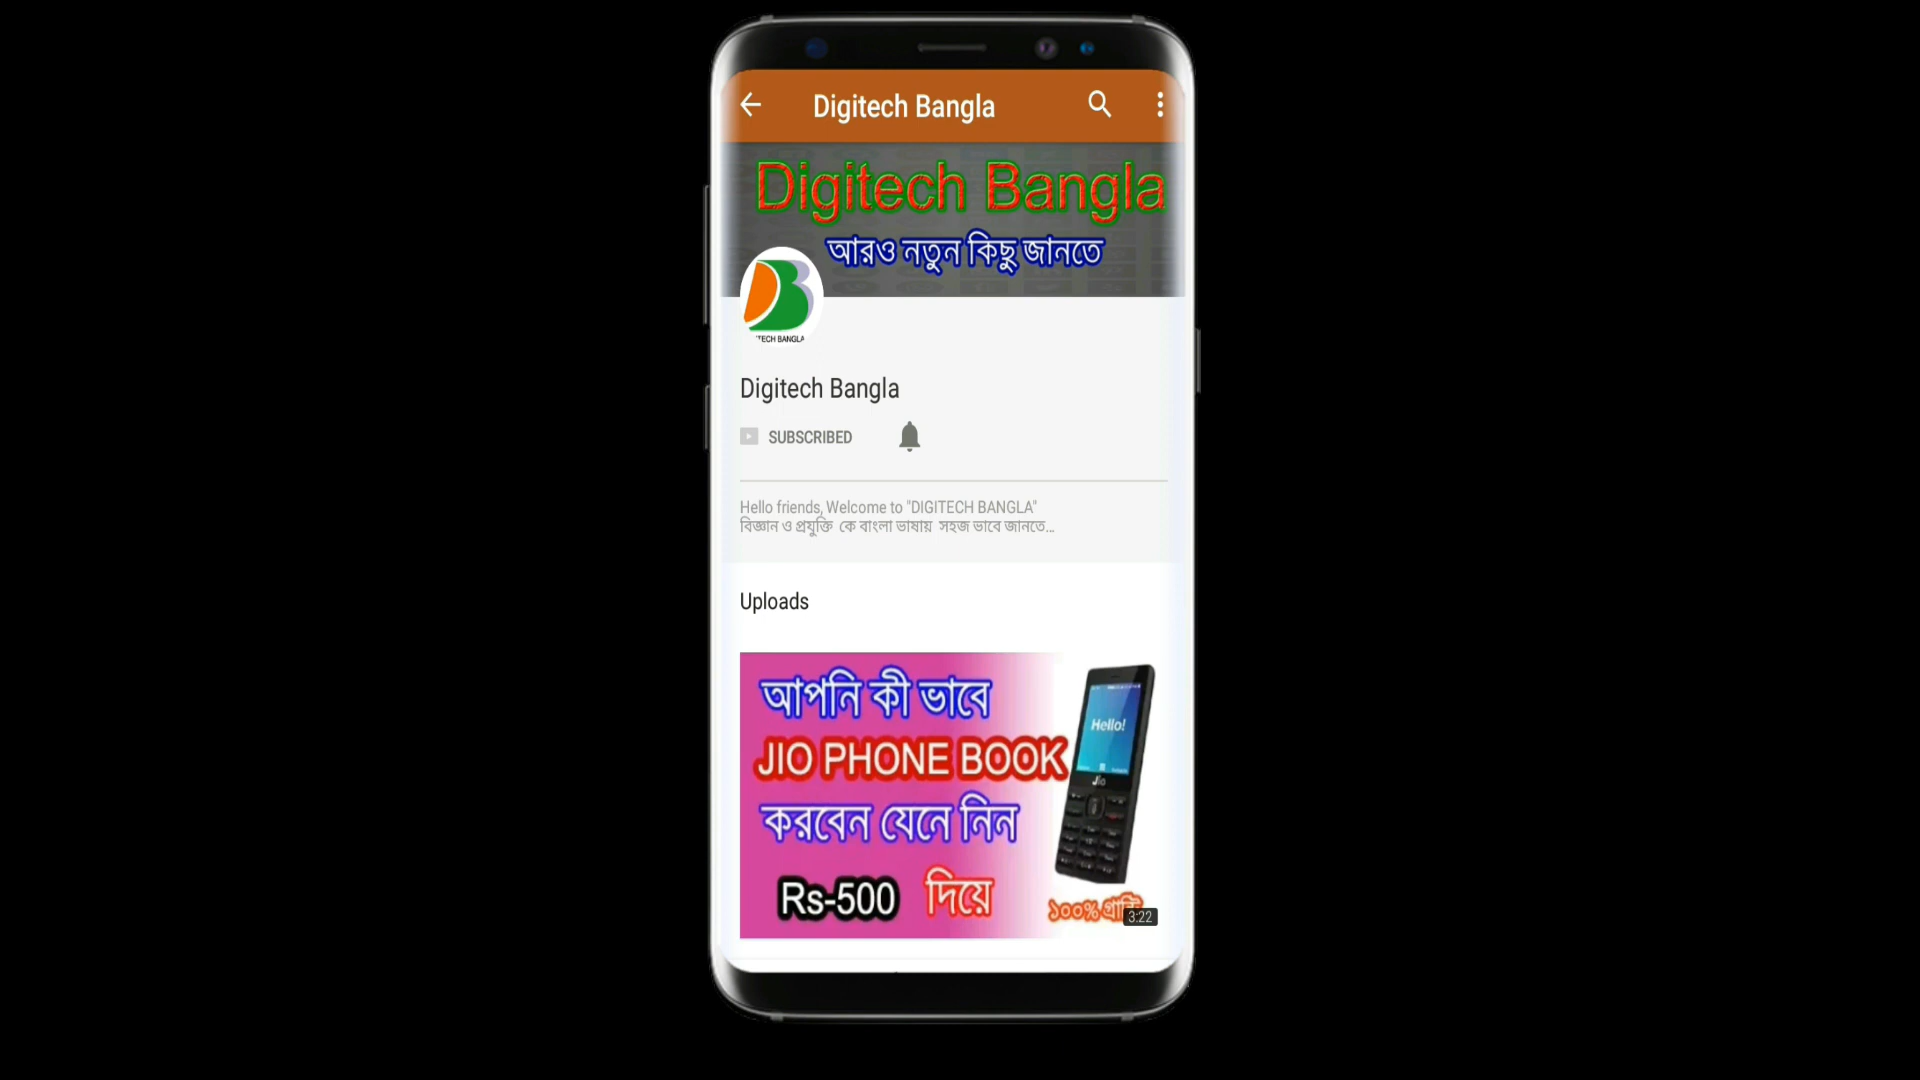 Digitech Bangla
Digitech Bangla
আরও নতুন কিছু জানতে
TECH BANGLA
Digitech Bangla
SUBSCRIBED
Hello friends, Welcome to "DIGITECH BANGLA"
বিজ্ঞান ও প্রযুক্তি কে বাংলা ভাষায় সহজ ভাবে জানতে...
Uploads
আপনি কী ভাবে
Hello!
JIO PHONE BOOK
Jio
করবেন যেনে নিন
Rs-500 দিয়ে
১০০%
3:22